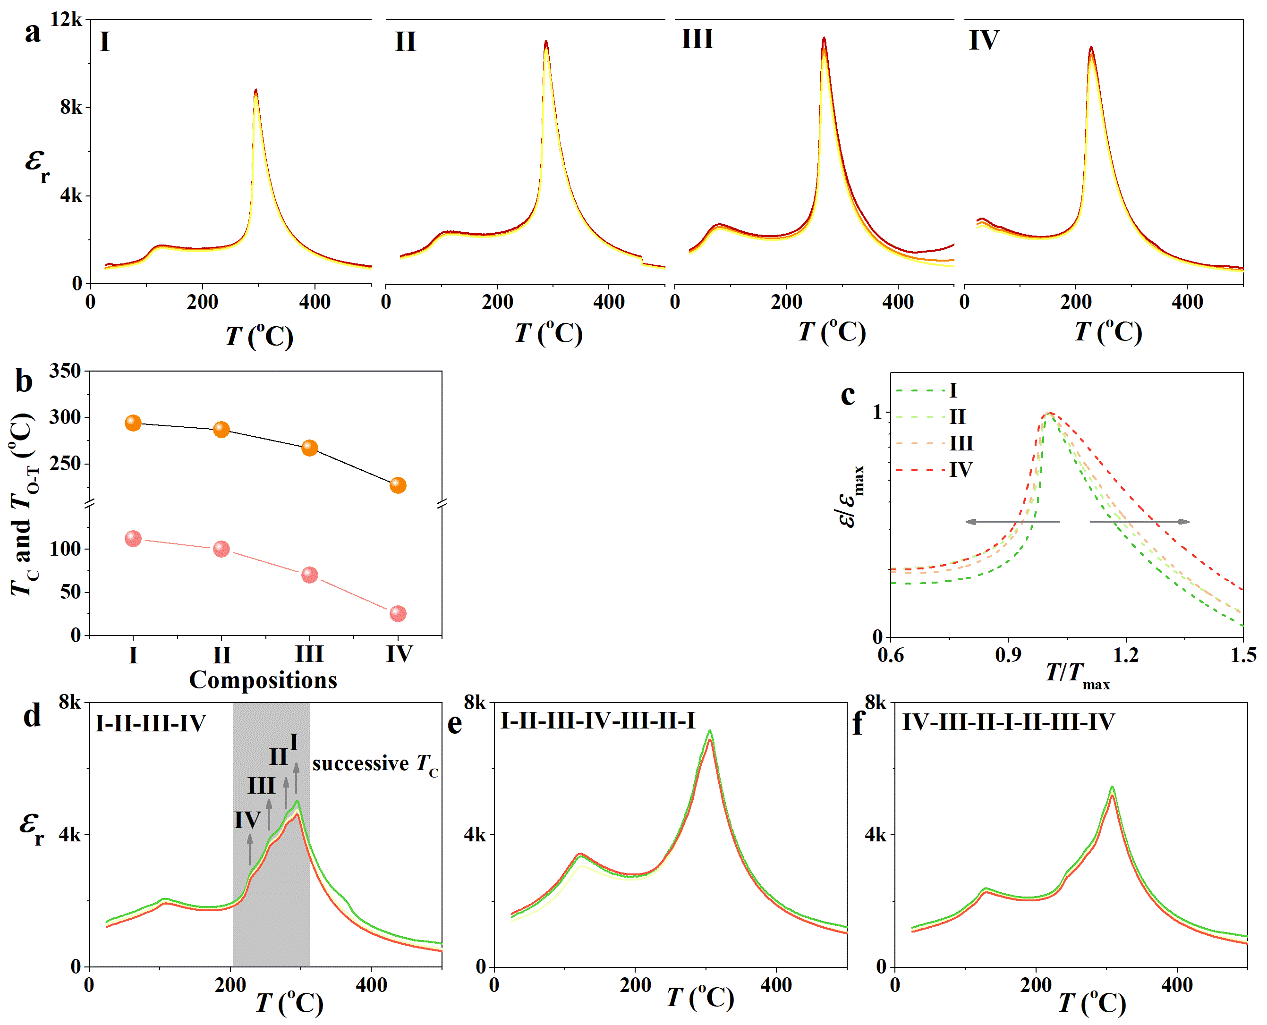 a
I
II
III
IV
12k
8k
4k
0
εr
0 200 400
0 200 400
0 200 400
0 200 400
T (°C)
T (°C)
T (°C)
T (°C)
b
350
300
250
100
50
0
TC and TO-T (°C)
I II III IV
Compositions
c
I
II
III
IV
1
0
ε/εmax
0.6 0.9 1.2 1.5
T/Tmax
d
I-II-III-IV
8k
4k
0
εr
IV
III
II
I
successive TC
0 200 400
T (°C)
e
I-II-III-IV-III-II-I
8k
4k
0
0 200 400
T (°C)
f
IV-III-II-I-II-III-IV
8k
4k
0
0 200 400
T (°C)